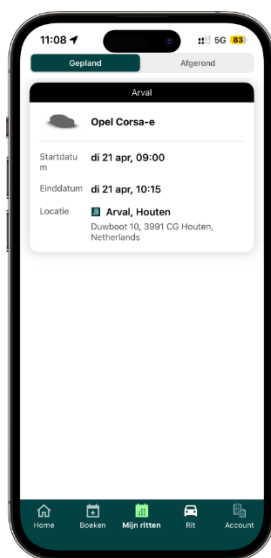 11:08
5G 83
Gepland
Afgerond
Arval
Opel Corsa-e
Startdatu
m
di 21 apr, 09:00
Einddatum
di 21 apr, 10:15
Locatie
Arval, Houten
Duwboot 10, 3991 CG Houten,
Netherlands
Home
Boeken
Mijn ritten
Rit
Account